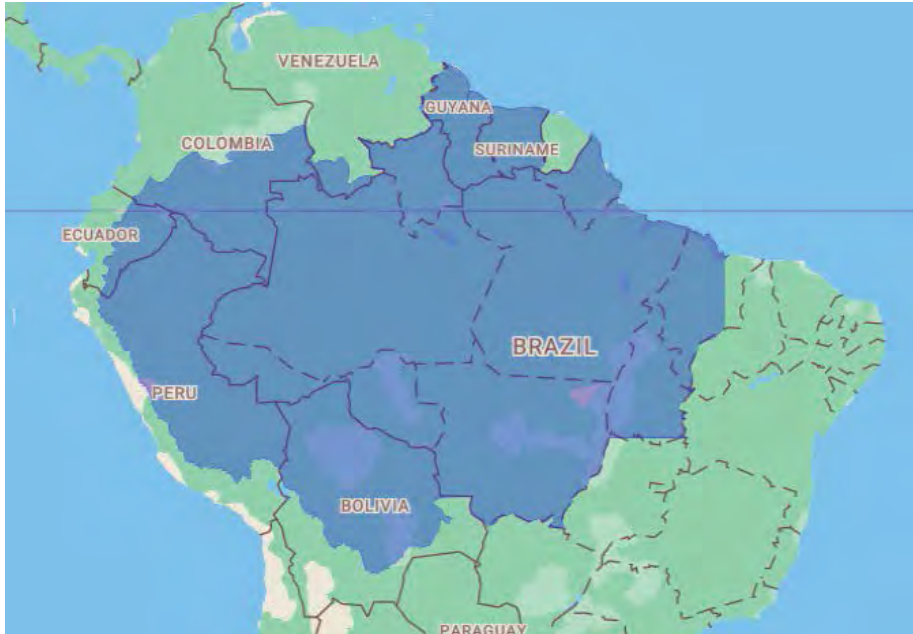 VENEZUELA
GUYANA
COLOMBIA
SURINAME
ECUADOR
BRAZIL
PERU
BOLIVIA
PARAGUAY